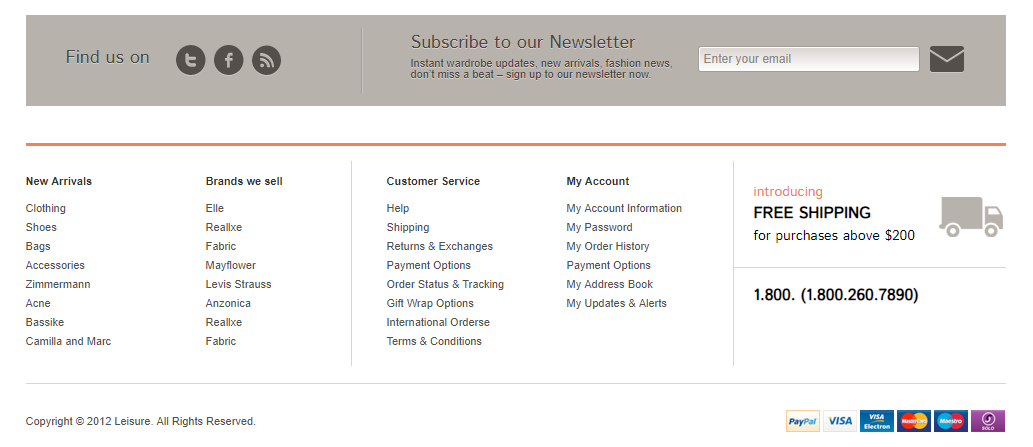 Find us on
Subscribe to our Newsletter
Instant wardrobe updates, new arrivals, fashion news,
don't miss a beat – sign up to our newsletter now.
Enter your email
New Arrivals
Clothing
Shoes
Bags
Accessories
Zimmermann
Acne
Bassike
Camilla and Marc
Brands we sell
Elle
Reallxe
Fabric
Mayflower
Levis Strauss
Anzonica
Reallxe
Fabric
Customer Service
Help
Shipping
Returns & Exchanges
Payment Options
Order Status & Tracking
Gift Wrap Options
International Orderse
Terms & Conditions
My Account
My Account Information
My Password
My Order History
Payment Options
My Address Book
My Updates & Alerts
introducing
FREE SHIPPING
for purchases above $200
1.800. (1.800.260.7890)
Copyright © 2012 Leisure. All Rights Reserved.
PayPal
VISA
VISA
Electron
MasterCard
Maestro
SOLO